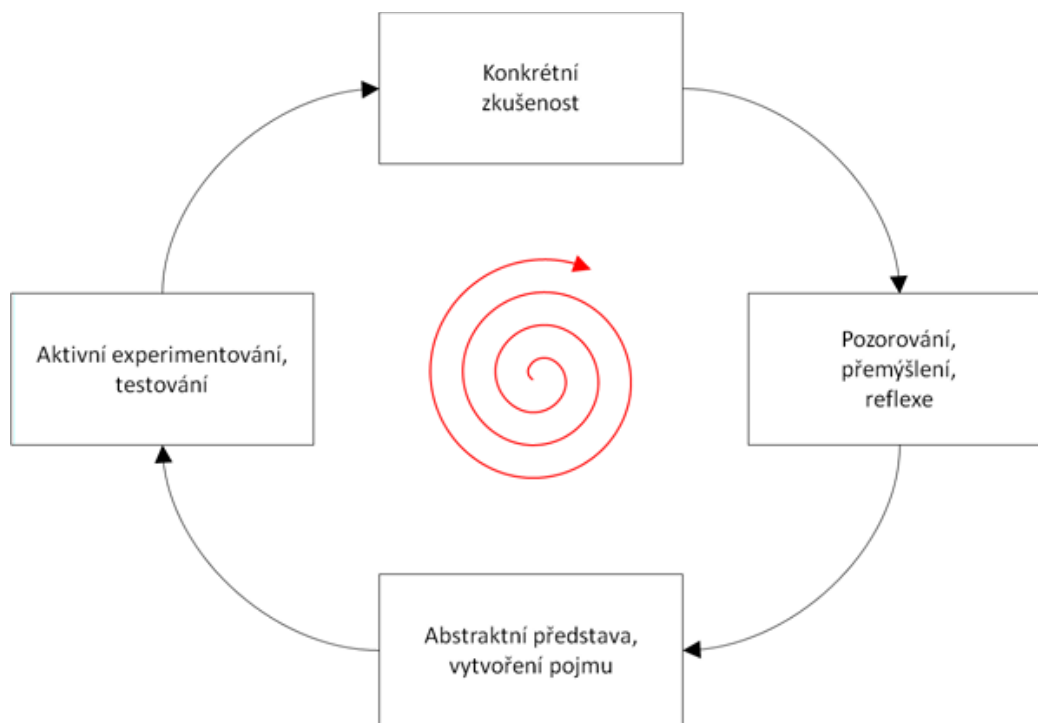 Konkrétní
zkušenost
Pozorování,
přemýšlení,
reflexe
Abstraktní představa,
vytvoření pojmu
Aktivní experimentování,
testování